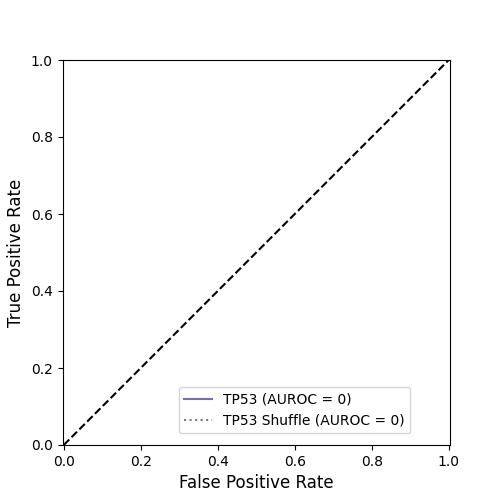 1.0
0.8
0.6
0.4
0.2
0.0
True Positive Rate
TP53 (AUROC = 0)
TP53 Shuffle (AUROC = 0)
0.0 0.2 0.4 0.6 0.8 1.0
False Positive Rate